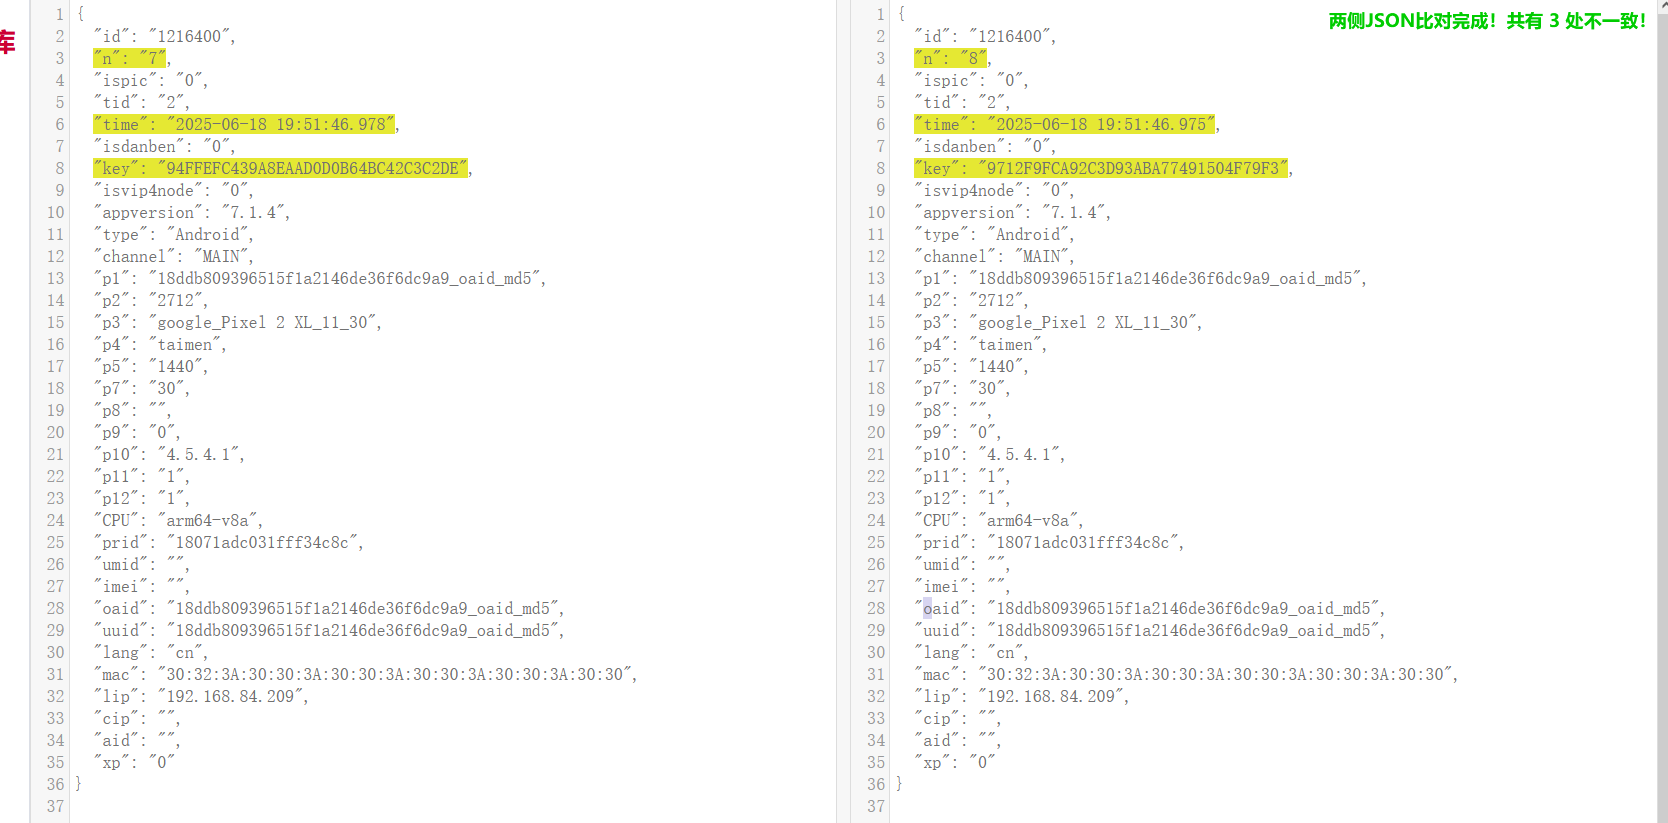 库
两侧JSON比对完成！共有 3 处不一致！
1 {
2 "id": "1216400",
3 "n": "7",
4 "ispic": "0",
5 "tid": "2",
6 "time": "2025-06-18 19:51:46.978",
7 "isdanben": "0",
8 "key": "94FFEFC439A8EAAD0D0B64BC42C3C2DE",
9 "isvip4node": "0",
10 "appversion": "7.1.4",
11 "type": "Android",
12 "channel": "MAIN",
13 "p1": "18ddb809396515f1a2146de36f6dc9a9_oaid_md5",
14 "p2": "2712",
15 "p3": "google_Pixel 2 XL_11_30",
16 "p4": "taimen",
17 "p5": "1440",
18 "p7": "30",
19 "p8": "",
20 "p9": "0",
21 "p10": "4.5.4.1",
22 "p11": "1",
23 "p12": "1",
24 "CPU": "arm64-v8a",
25 "prid": "18071adc031fff34c8c",
26 "umid": "",
27 "imei": "",
28 "oaid": "18ddb809396515f1a2146de36f6dc9a9_oaid_md5",
29 "uuid": "18ddb809396515f1a2146de36f6dc9a9_oaid_md5",
30 "lang": "cn",
31 "mac": "30:32:3A:30:30:3A:30:30:3A:30:30:3A:30:30:3A:30:30",
32 "lip": "192.168.84.209",
33 "cip": "",
34 "aid": "",
35 "xp": "0"
36 }
37
1 {
2 "id": "1216400",
3 "n": "8",
4 "ispic": "0",
5 "tid": "2",
6 "time": "2025-06-18 19:51:46.975",
7 "isdanben": "0",
8 "key": "9712F9FCA92C3D93ABA77491504F79F3",
9 "isvip4node": "0",
10 "appversion": "7.1.4",
11 "type": "Android",
12 "channel": "MAIN",
13 "p1": "18ddb809396515f1a2146de36f6dc9a9_oaid_md5",
14 "p2": "2712",
15 "p3": "google_Pixel 2 XL_11_30",
16 "p4": "taimen",
17 "p5": "1440",
18 "p7": "30",
19 "p8": "",
20 "p9": "0",
21 "p10": "4.5.4.1",
22 "p11": "1",
23 "p12": "1",
24 "CPU": "arm64-v8a",
25 "prid": "18071adc031fff34c8c",
26 "umid": "",
27 "imei": "",
28 "oaid": "18ddb809396515f1a2146de36f6dc9a9_oaid_md5",
29 "uuid": "18ddb809396515f1a2146de36f6dc9a9_oaid_md5",
30 "lang": "cn",
31 "mac": "30:32:3A:30:30:3A:30:30:3A:30:30:3A:30:30:3A:30:30",
32 "lip": "192.168.84.209",
33 "cip": "",
34 "aid": "",
35 "xp": "0"
36 }
37